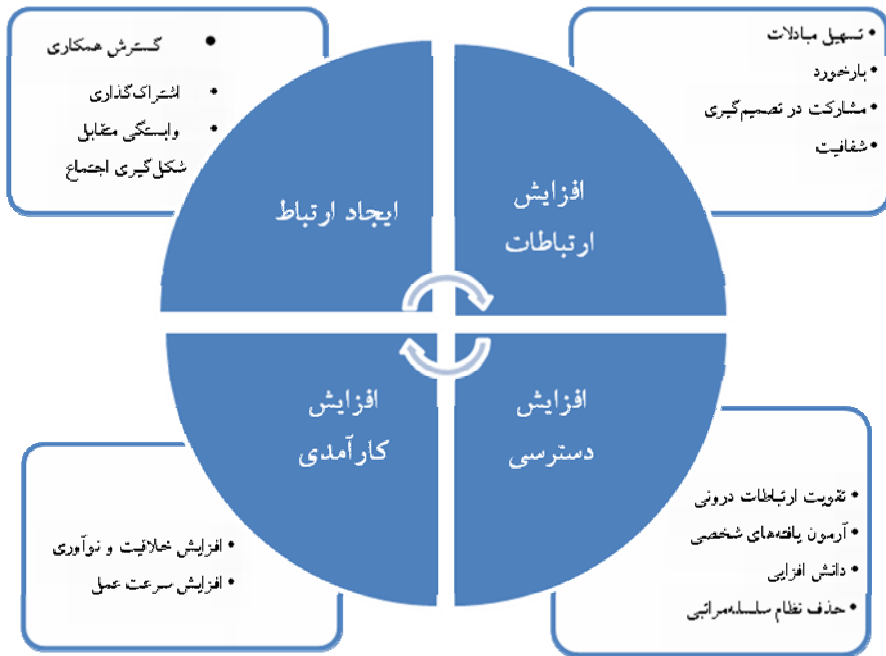 • تسهیل مبادلات
• بازخورد
• مشارکت در تصمیم‌گیری
• شفافیت
• گسترش همکاری
• اشتراک‌گذاری
• وابستگی متقابل
شکل‌گیری اجتماع
افزایش
ارتباطات
ایجاد ارتباط
افزایش
دسترسی
افزایش
کارآمدی
• تقویت ارتباطات درونی
• آزمون یافته‌های شخصی
• دانش افزایی
• حذف نظام سلسله‌مراتبی
• افزایش خلاقیت و نوآوری
• افزایش سرعت عمل